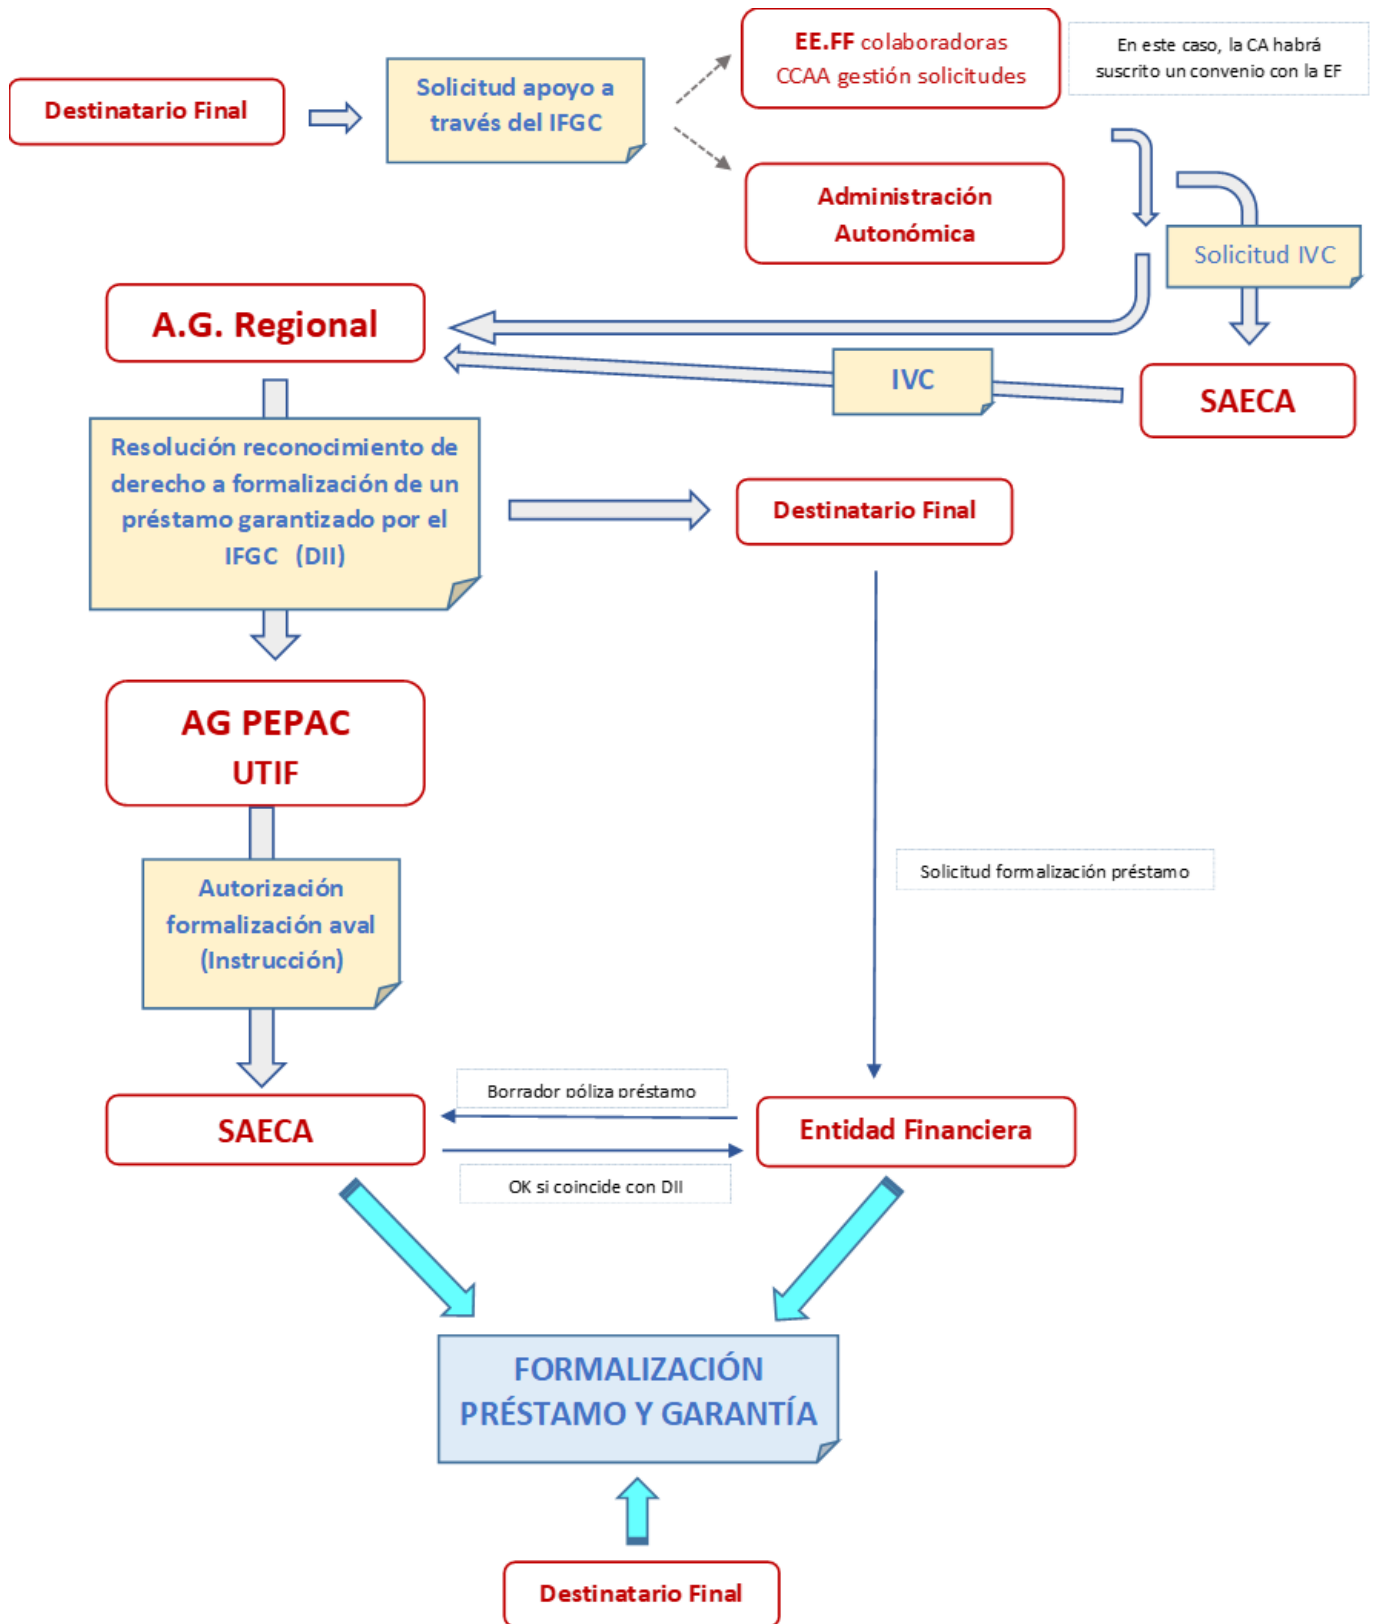 EE.FF colaboradoras
CCAA gestión solicitudes
En este caso, la CA habrá
suscrito un convenio con la EF
Destinatario Final
Solicitud apoyo a
través del IFGC
Administración
Autonómica
Solicitud IVC
A.G. Regional
IVC
SAECA
Resolución reconocimiento de
derecho a formalización de un
préstamo garantizado por el
IFGC (DII)
Destinatario Final
AG PEPAC
UTIF
Solicitud formalización préstamo
Autorización
formalización aval
(Instrucción)
Borrador póliza préstamo
SAECA
Entidad Financiera
OK si coincide con DII
FORMALIZACIÓN
PRÉSTAMO Y GARANTÍA
Destinatario Final